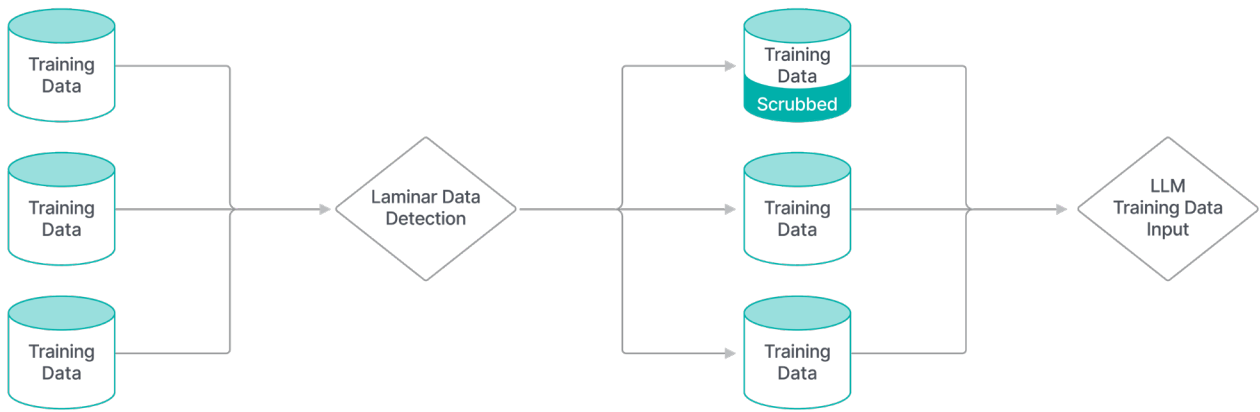 Training
Data
Training
Data
Training
Data
Laminar Data
Detection
Training
Data
Scrubbed
Training
Data
Training
Data
LLM
Training Data
Input